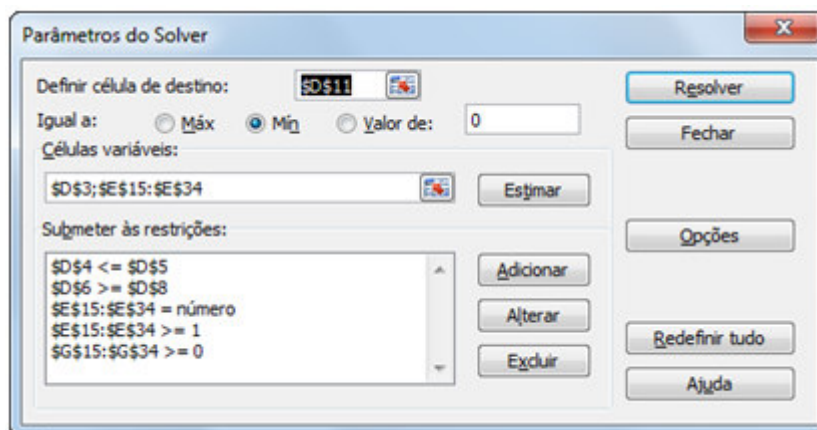 Parâmetros do Solver
Definir célula de destino: $D$11
Resolver
Igual a: Máx Mín Valor de: 0
Fechar
Células variáveis:
$D$3;$E$15:$E$34
Estimar
Submeter às restrições:
Opções
$D$4 <= $D$5
$D$6 >= $D$8
$E$15:$E$34 = número
$E$15:$E$34 >= 1
$G$15:$G$34 >= 0
Adicionar
Alterar
Excluir
Redefinir tudo
Ajuda